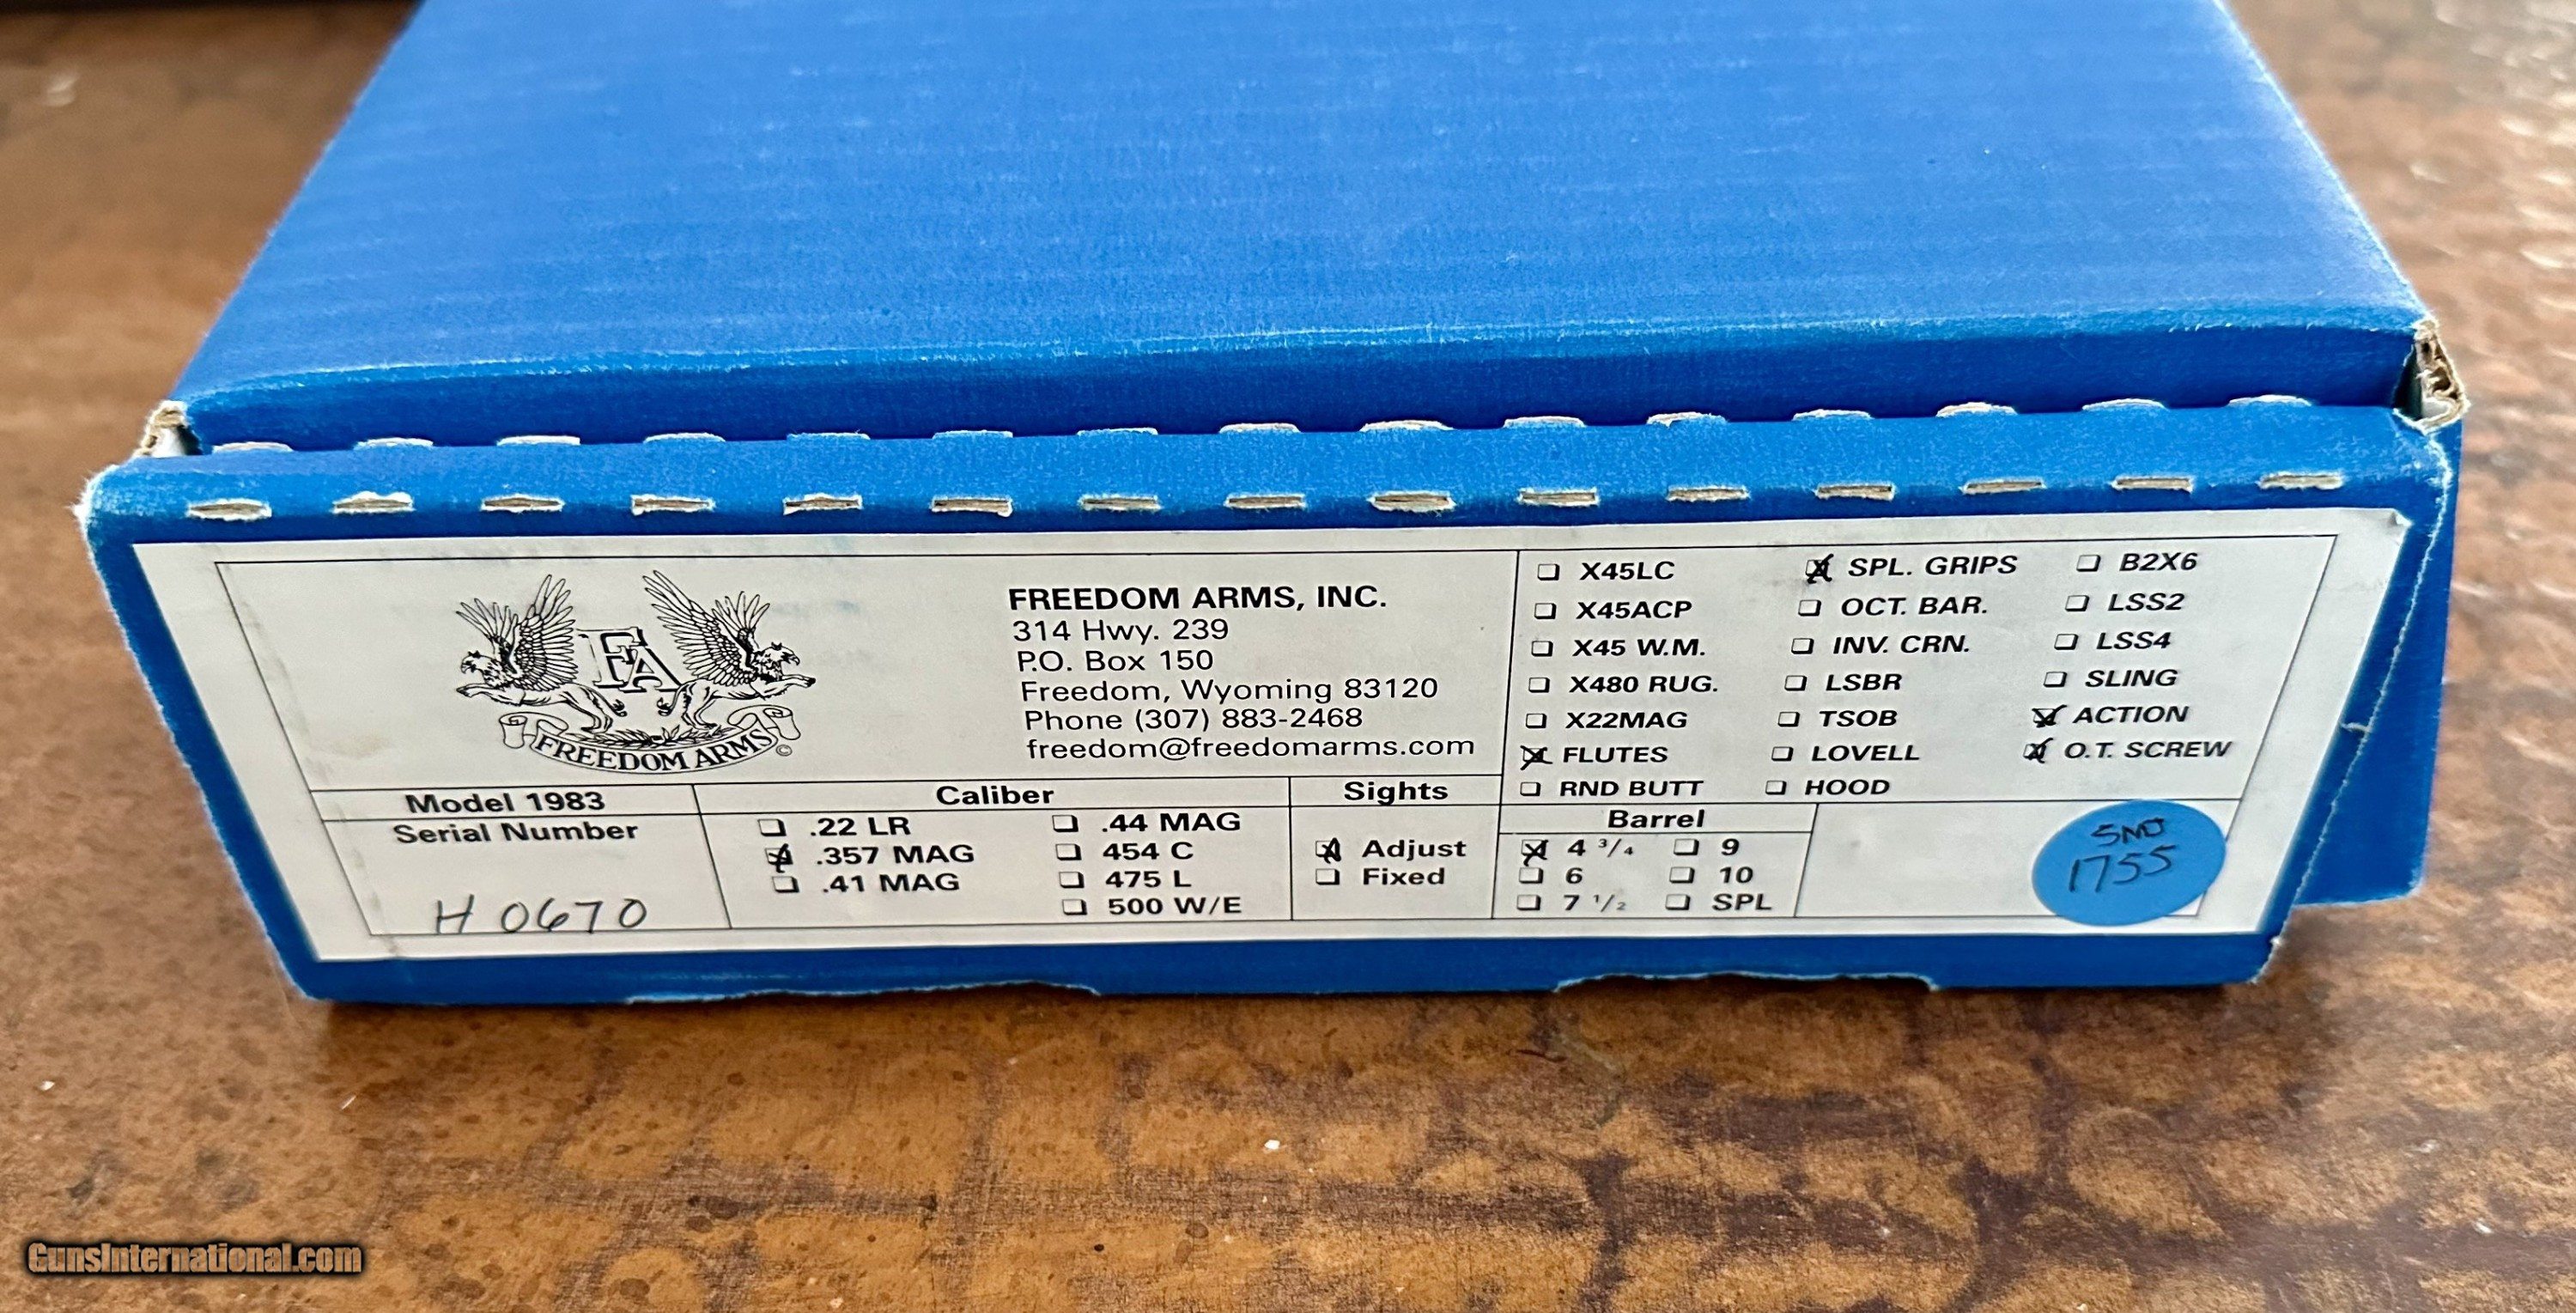 FA
FREEDOM ARMS ©
FREEDOM ARMS, INC.
314 Hwy. 239
P.O. Box 150
Freedom, Wyoming 83120
Phone (307) 883-2468
freedom@freedomarms.com
X45LC
X45ACP
X45 W.M.
X480 RUG.
X22MAG
FLUTES
RND BUTT
SPL. GRIPS
OCT. BAR.
INV. CRN.
LSBR
TSOB
LOVELL
HOOD
B2X6
LSS2
LSS4
SLING
ACTION
O.T. SCREW
Model 1983
Serial Number
H 0670
Caliber
.22 LR
.357 MAG
.41 MAG
.44 MAG
454 C
475 L
500 W/E
Sights
Adjust
Fixed
Barrel
4 3/4
6
7 1/2
9
10
SPL
1755
GunsInternational.com